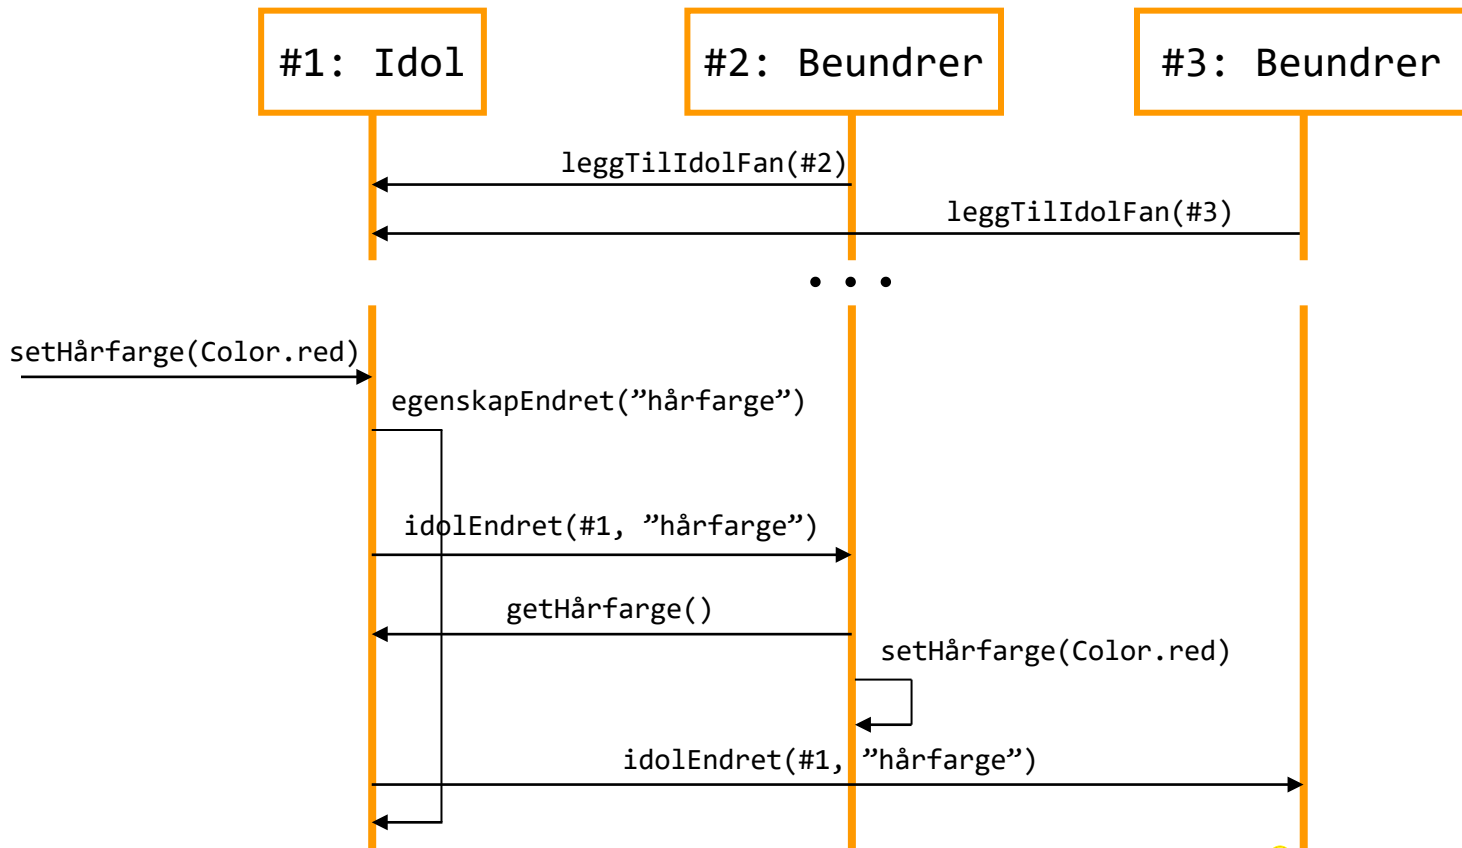 #1: Idol
#2: Beundrer
#3: Beundrer
leggTilIdolFan(#2)
leggTilIdolFan(#3)
• • •
setHårfarge(Color.red)
egenskapEndret(”hårfarge”)
idolEndret(#1, ”hårfarge”)
getHårfarge()
setHårfarge(Color.red)
idolEndret(#1, ”hårfarge”)